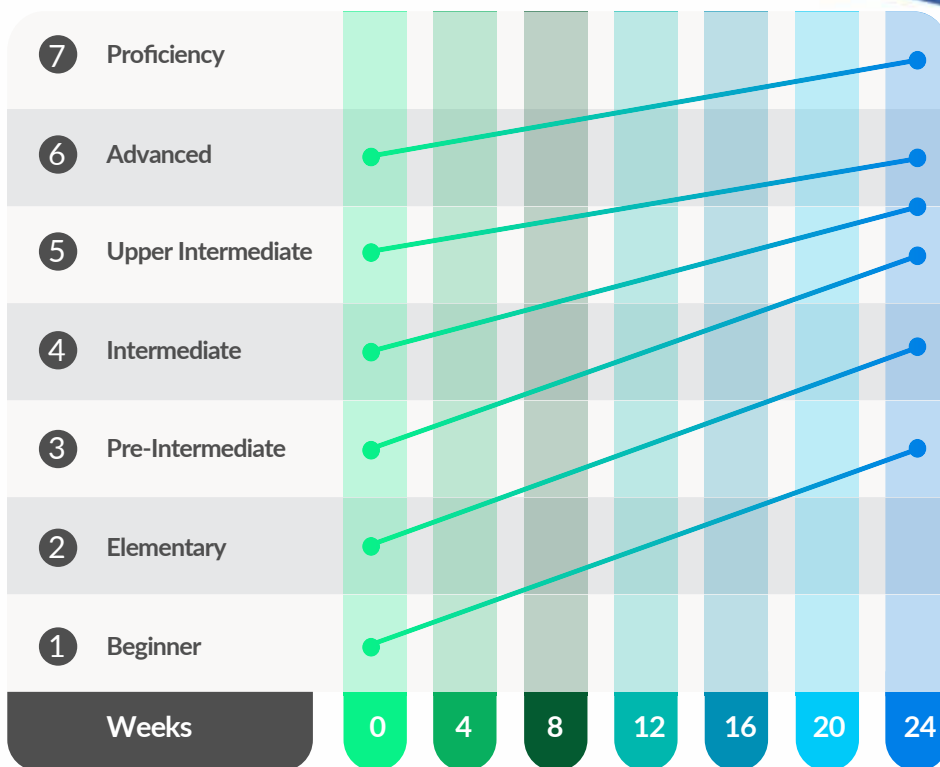 7 Proficiency
6 Advanced
5 Upper Intermediate
4 Intermediate
3 Pre-Intermediate
2 Elementary
1 Beginner
Weeks 0 4 8 12 16 20 24